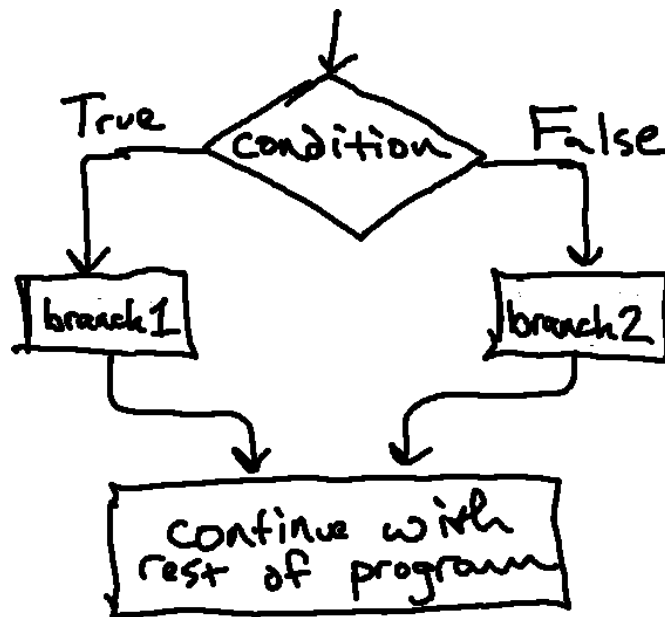 True
condition
False
branch1
branch2
continue with
rest of program